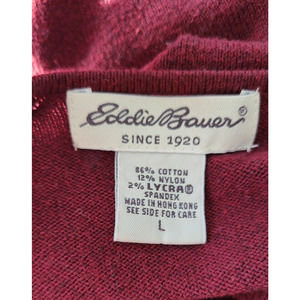 Eddie Bauer®
SINCE 1920
86% COTTON
12% NYLON
2% LYCRA®
SPANDEX
MADE IN HONG KONG
SEE SIDE FOR CARE
L